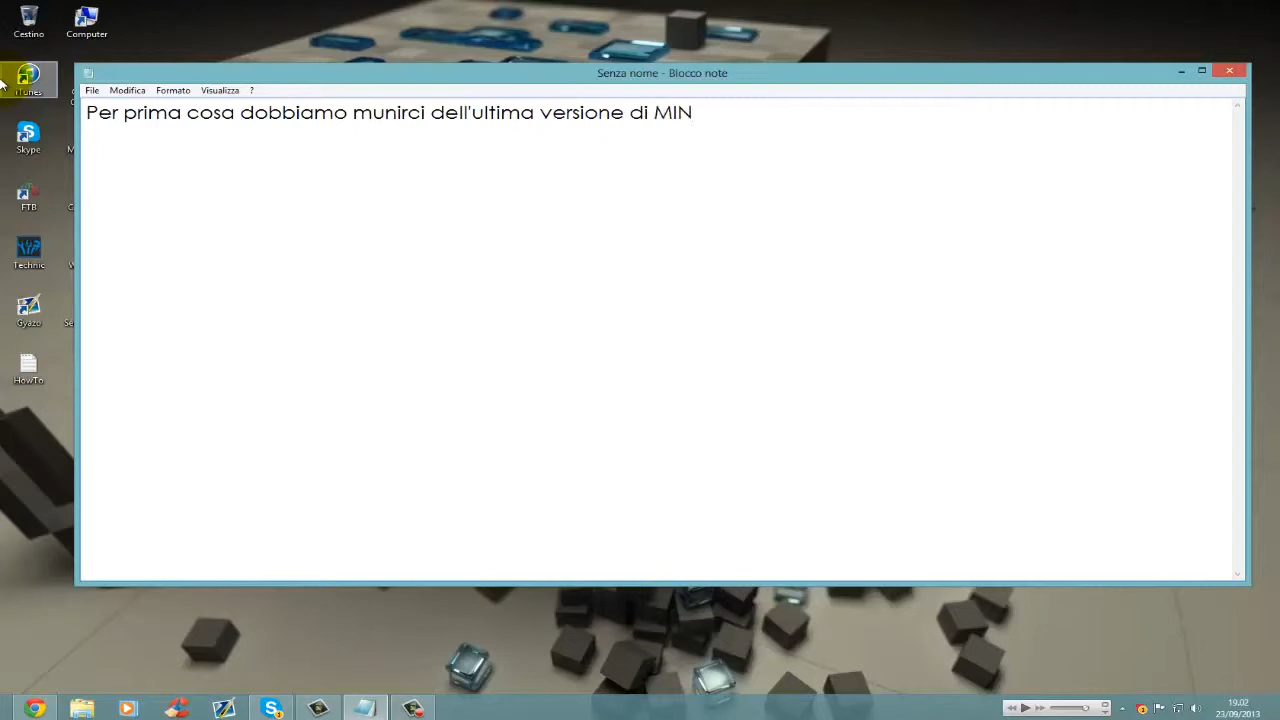 Cestino
Computer
iTunes
Senza nome - Blocco note
File Modifica Formato Visualizza ?
Per prima cosa dobbiamo munirci dell'ultima versione di MIN
Skype
FTB
Technic
Gyazo
HowTo
19.02
23/09/2013